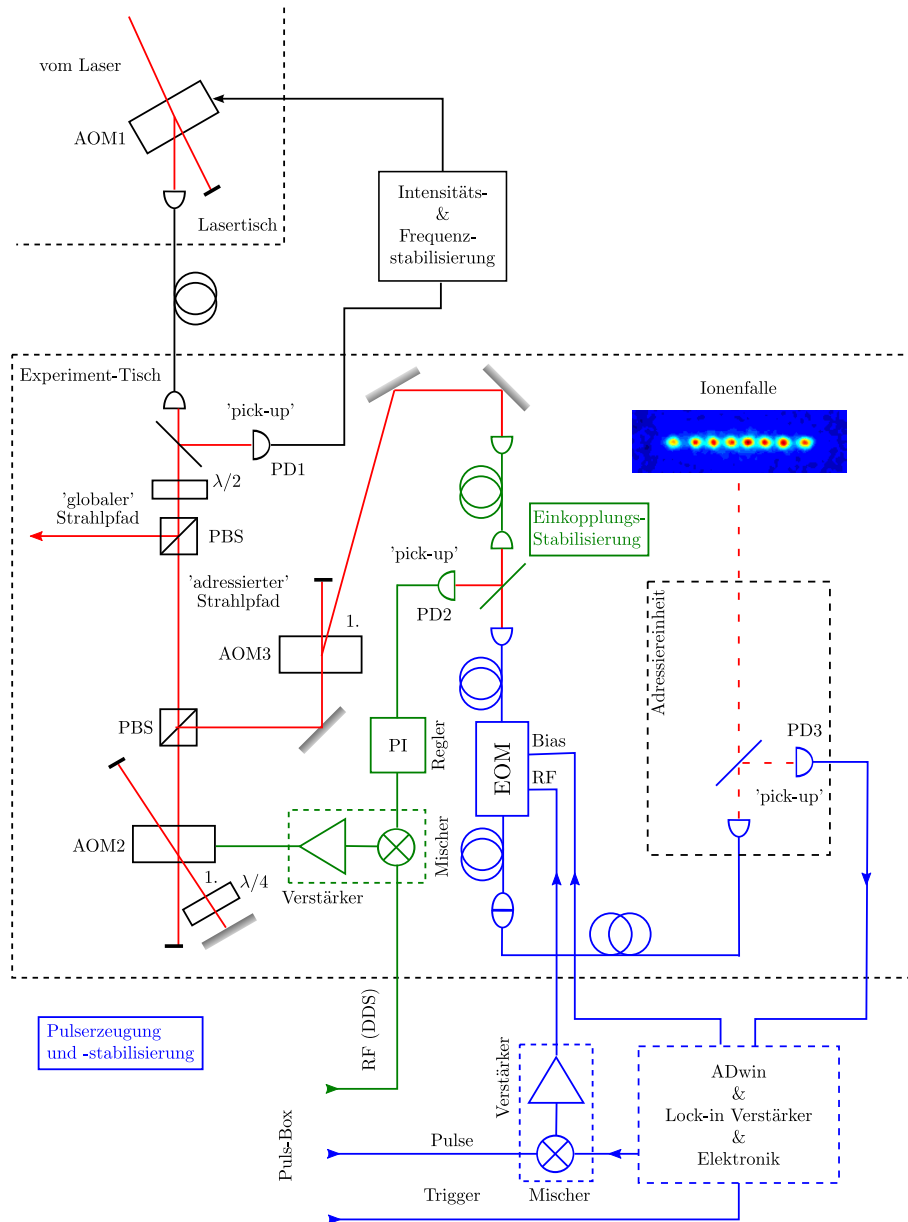 vom Laser
AOM1
Lasertisch
Intensitäts-
&
Frequenz-
stabilisierung
Experiment-Tisch
'pick-up'
PD1
λ/2
'globaler'
Strahlpfad
PBS
Ionenfalle
Einkopplungs-
Stabilisierung
'pick-up'
PD2
'adressierter'
Strahlpfad
1.
AOM3
Adressiereinheit
PBS
PI
Regler
EOM
Bias
RF
PD3
'pick-up'
AOM2
Mischer
Verstärker
1.
λ/4
RF (DDS)
Pulserzeugung
und -stabilisierung
Puls-Box
Verstärker
ADwin
&
Lock-in Verstärker
&
Elektronik
Pulse
Trigger
Mischer